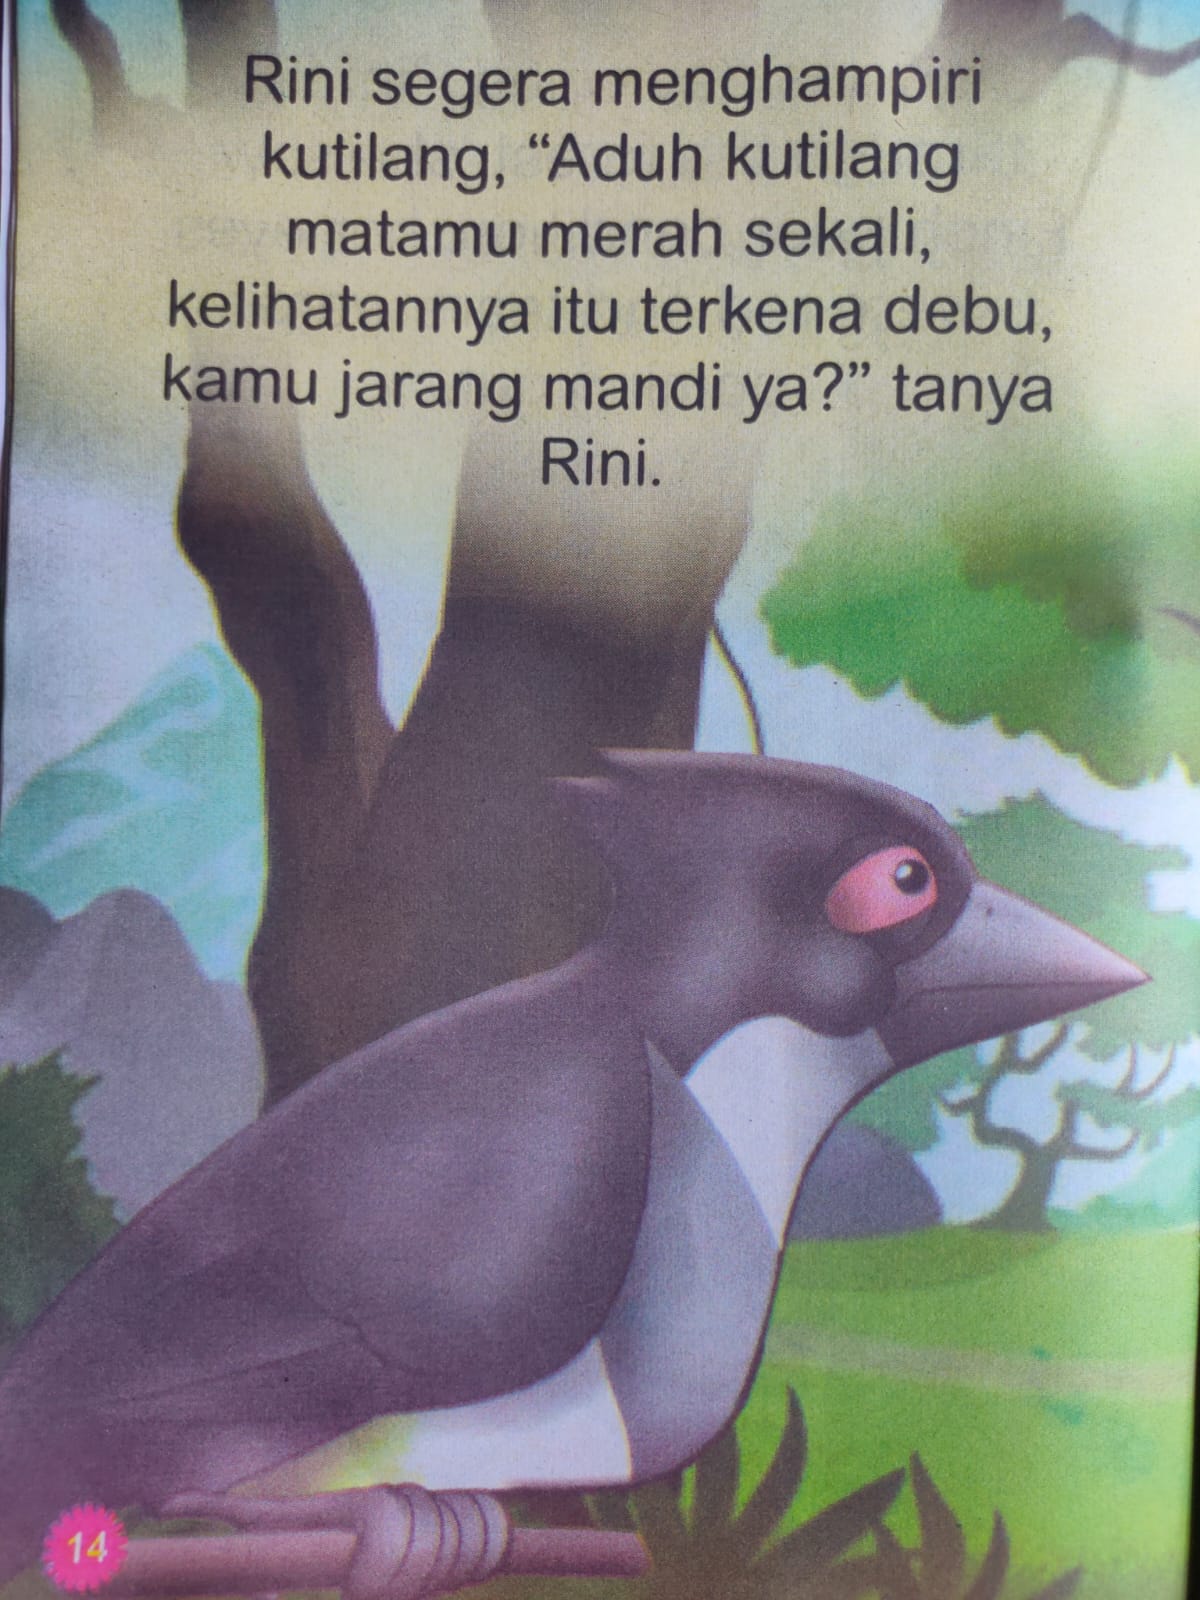 Rini segera menghampiri
kutilang, “Aduh kutilang
matamu merah sekali,
kelihatannya itu terkena debu,
kamu jarang mandi ya?” tanya
Rini.
14